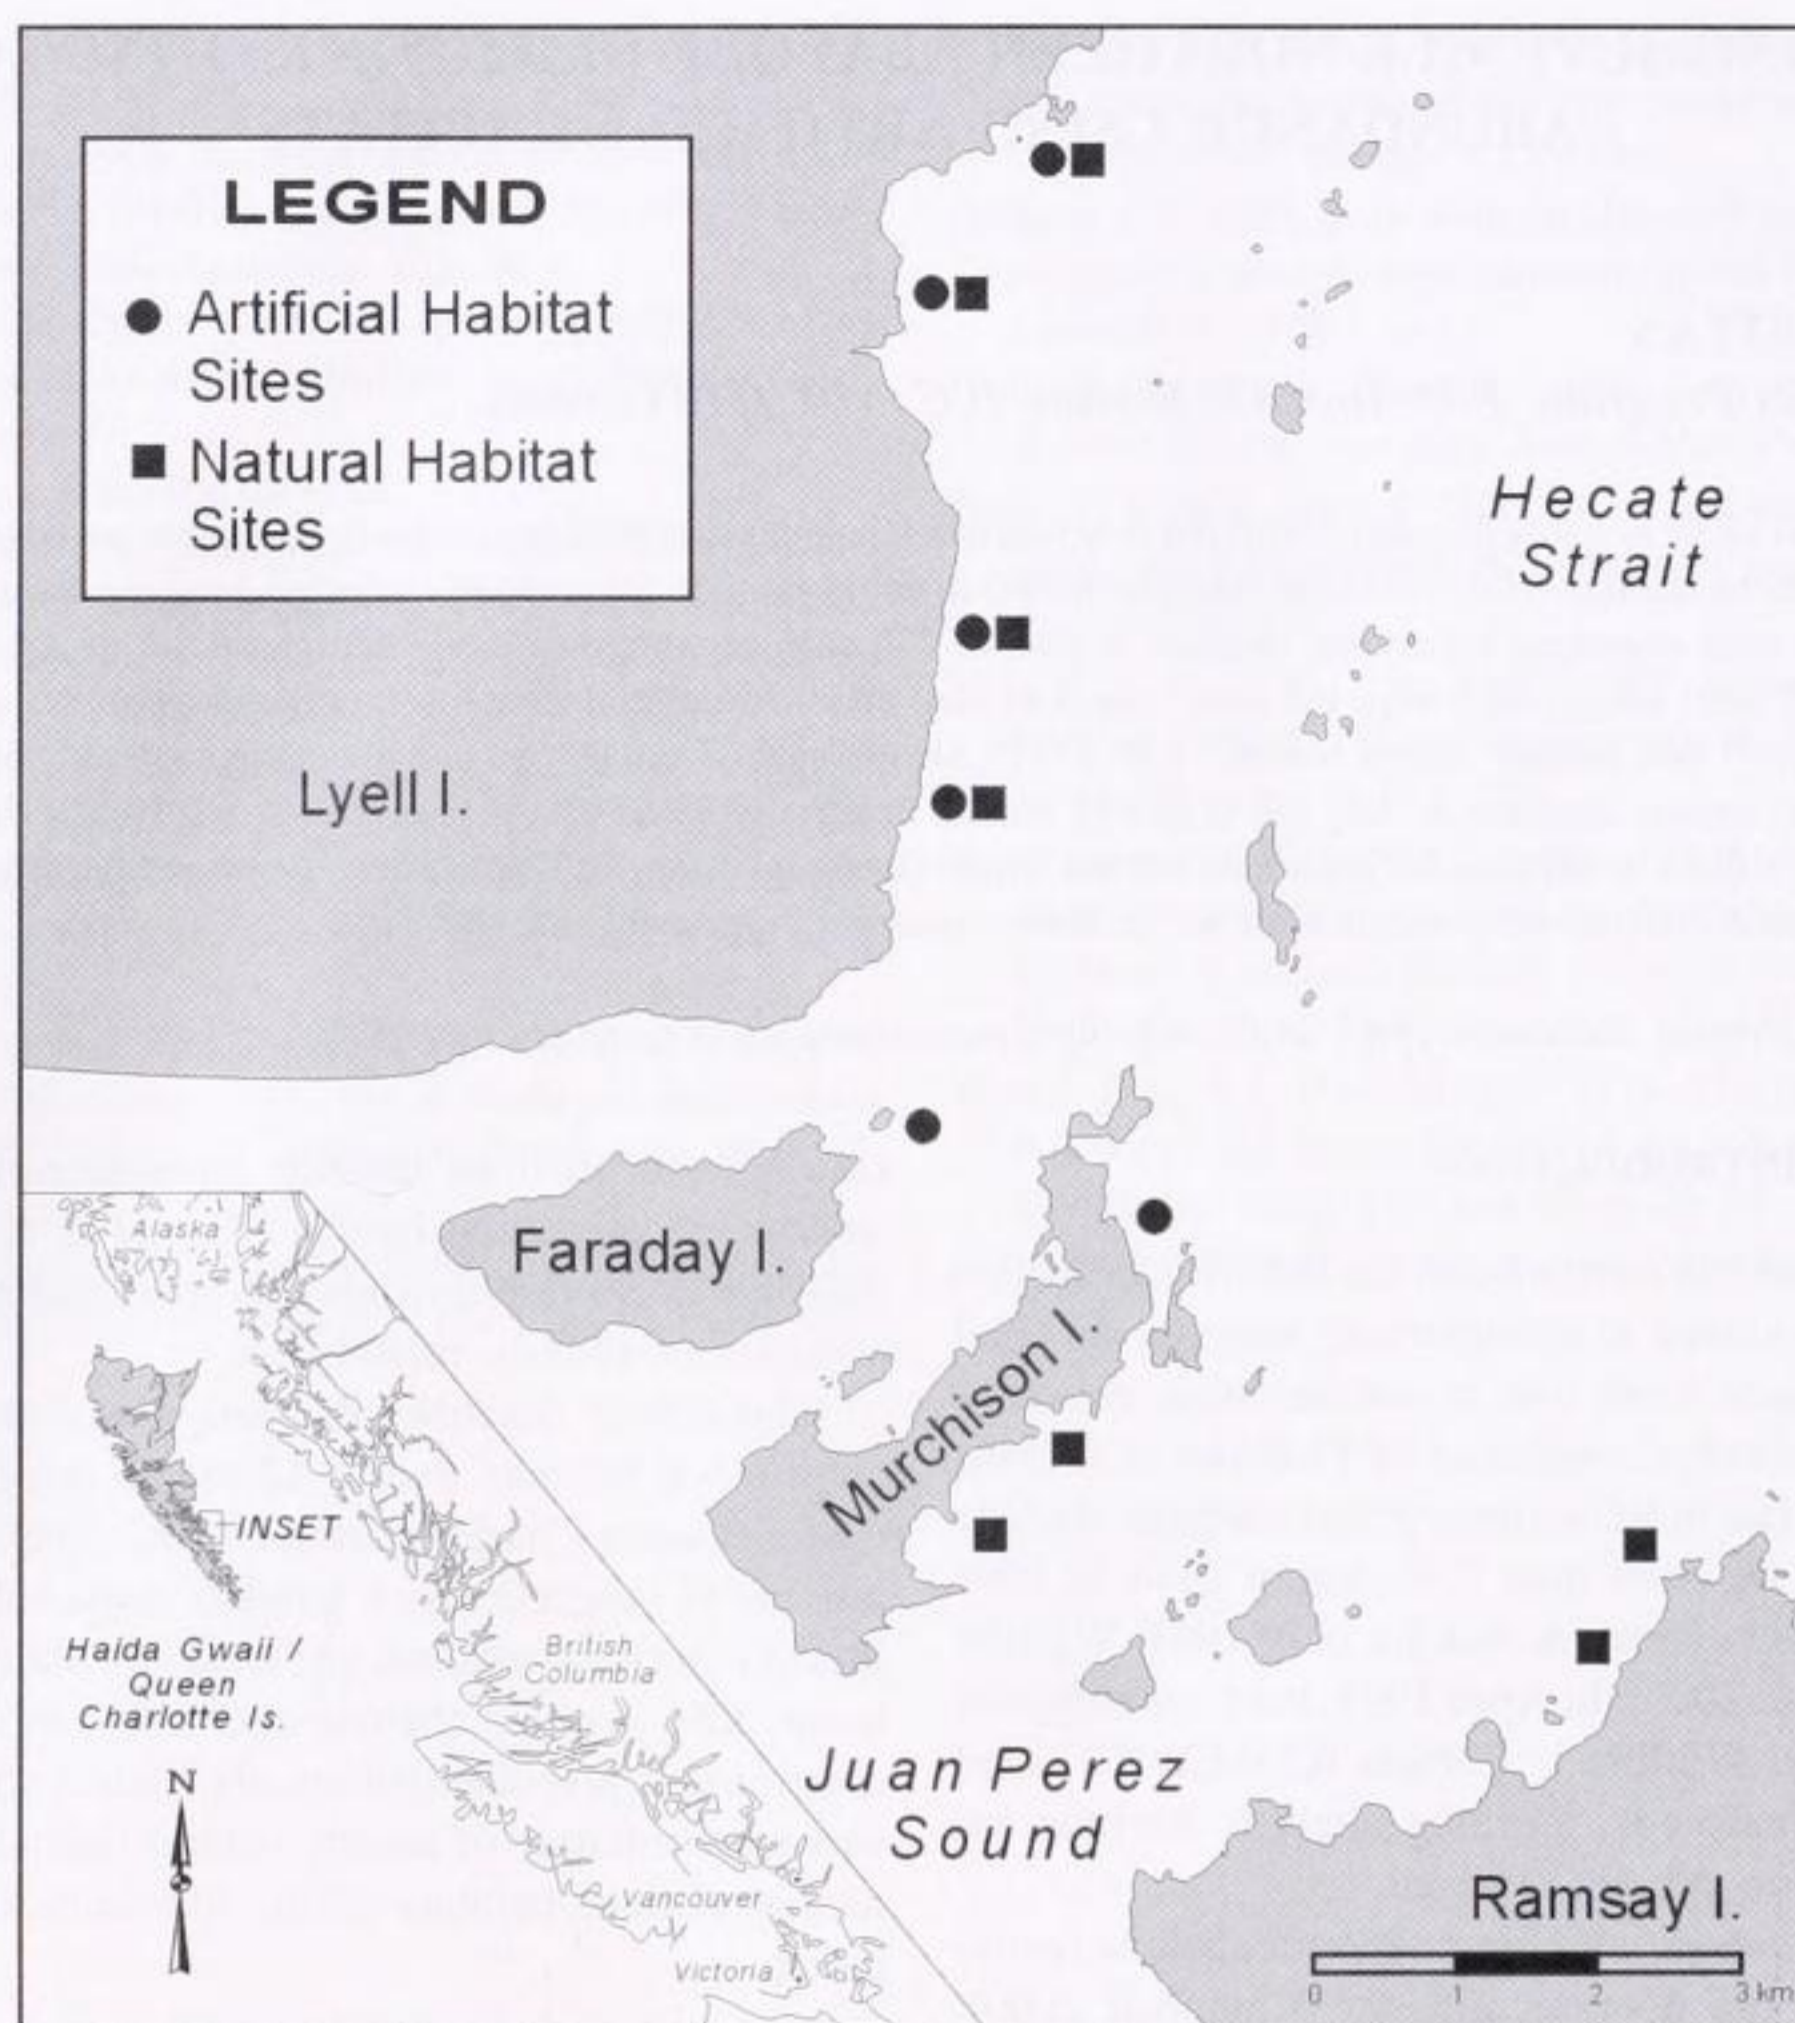 LEGEND
Artificial Habitat
Sites
Natural Habitat
Sites
Hecate
Strait
Lyell I.
Faraday I.
Murchison I.
Alaska
INSET
Haida Gwaii /
Queen
Charlotte Is.
N
British
Columbia
Vancouver
Victoria
Juan Perez
Sound
Ramsay I.
0 1 2 3 km